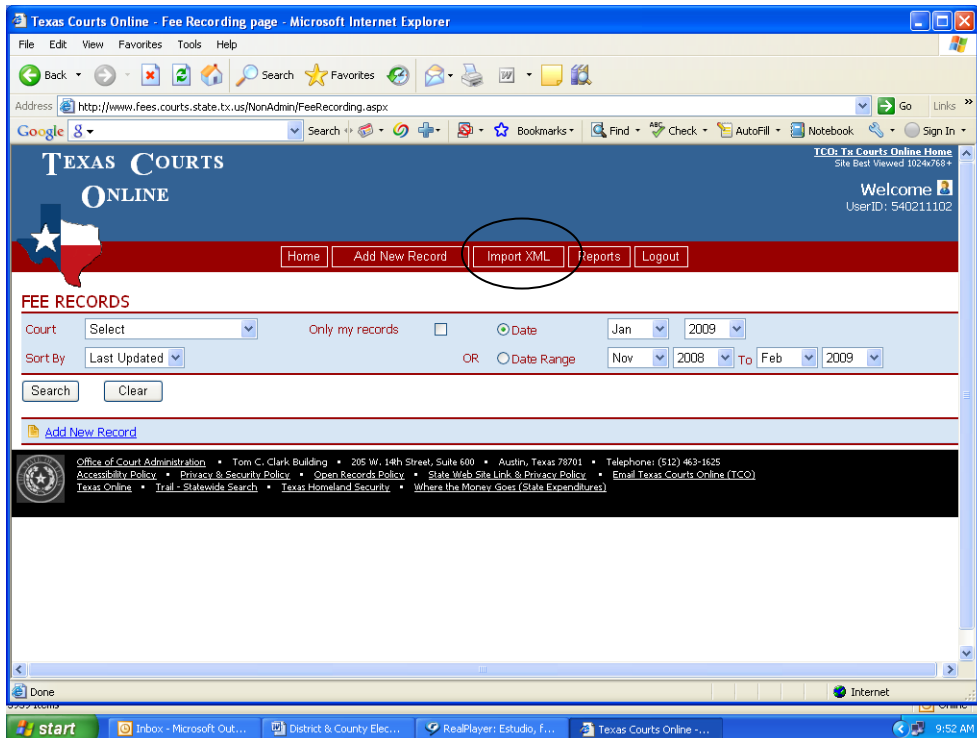 Texas Courts Online - Fee Recording page - Microsoft Internet Explorer
File Edit View Favorites Tools Help
Back Search Favorites
Address http://www.fees.courts.state.tx.us/NonAdmin/FeeRecording.aspx Go Links »
Google Search Bookmarks Find Check AutoFill Notebook Sign In
TEXAS COURTS
ONLINE
TCO: Tx Courts Online Home
Site Best Viewed 1024x768+
Welcome
UserID: 540211102
Home Add New Record Import XML Reports Logout
FEE RECORDS
Court Select Only my records Date Jan 2009
Sort By Last Updated OR Date Range Nov 2008 To Feb 2009
Search Clear
Add New Record
Office of Court Administration • Tom C. Clark Building • 205 W. 14th Street, Suite 600 • Austin, Texas 78701 • Telephone: (512) 463-1625
Accessibility Policy • Privacy & Security Policy • Open Records Policy • State Web Site Link & Privacy Policy • Email Texas Courts Online (TCO)
Texas Online • Trail - Statewide Search • Texas Homeland Security • Where the Money Goes (State Expenditures)
Done Internet
start Inbox - Microsoft Out... District & County Elec... RealPlayer: Estudio, f... Texas Courts Online -... 9:52 AM